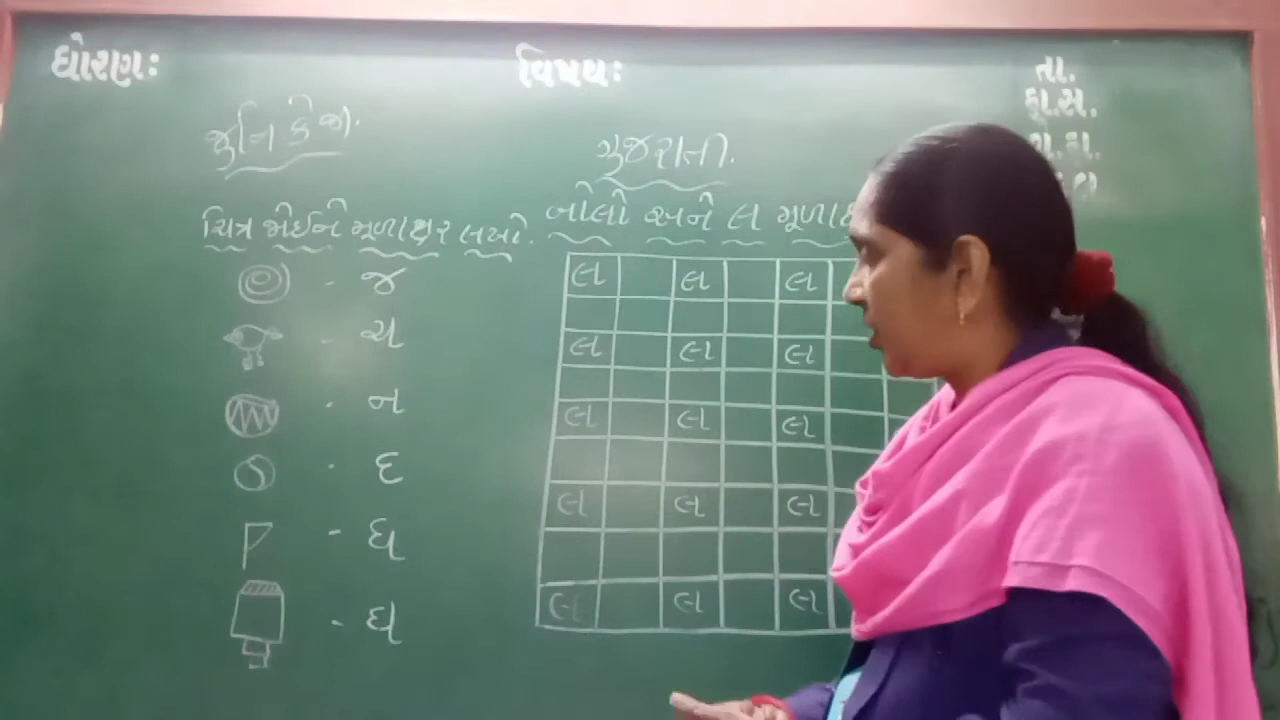 ધોરણઃ
વિષયઃ
તા.
ક્રા.સ.
જુનિ કે.જી.
ગુજરાતી.
ચિત્ર જોઈને મૂળાક્ષર લખો.
બોલો અને લ
- જ
- ચ
- ન
- દ
- ધ
- ઘ
લ લ લ
લ લ લ
લ લ લ
લ લ લ
લ લ લ